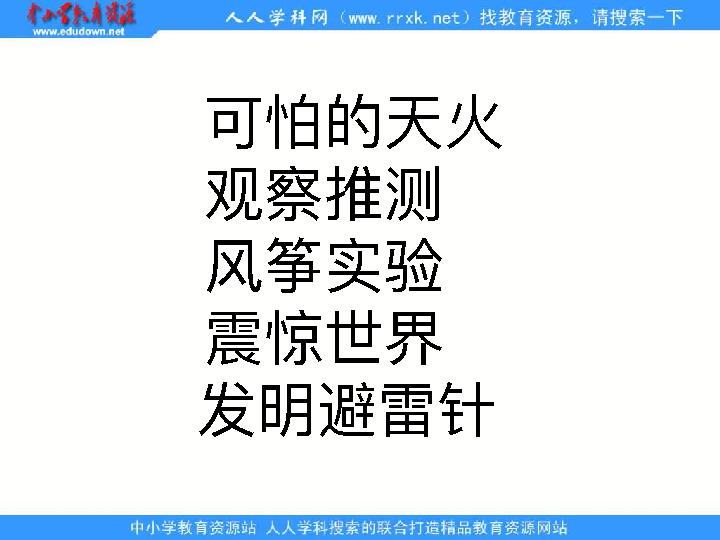 中小学教育资源
www.edudown.net
人人学科网（www.rrxk.net）找教育资源，请搜索一下
可怕的天火
观察推测
风筝实验
震惊世界
发明避雷针
中小学教育资源站 人人学科搜索的联合打造精品教育资源网站